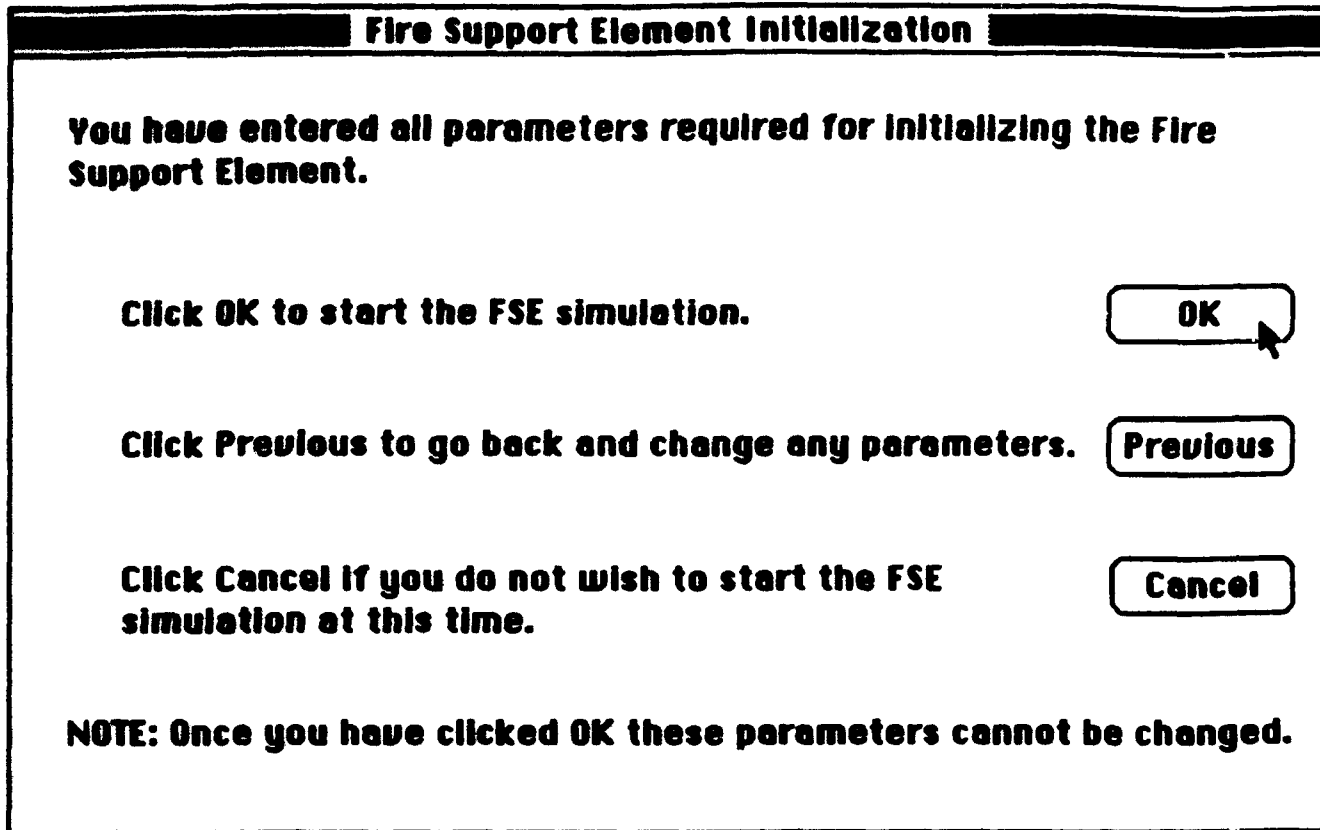 Fire Support Element Initialization
You have entered all parameters required for initializing the Fire
Support Element.
Click OK to start the FSE simulation.
OK
Click Previous to go back and change any parameters.
Previous
Click Cancel if you do not wish to start the FSE
simulation at this time.
Cancel
NOTE: Once you have clicked OK these parameters cannot be changed.